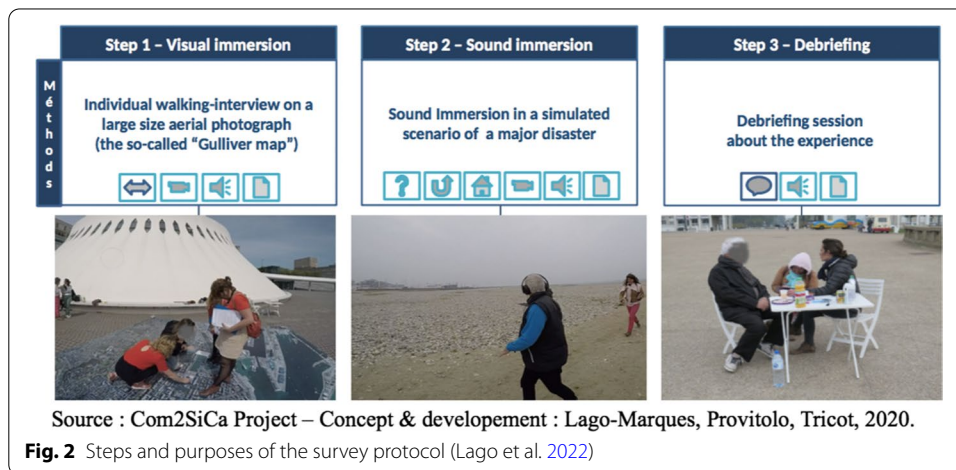 Step 1 – Visual immersion
Step 2 – Sound immersion
Step 3 – Debriefing
Méthods
Individual walking-interview on a
large size aerial photograph
(the so-called “Gulliver map”)
Sound Immersion in a simulated
scenario of a major disaster
Debriefing session
about the experience
?
Source : Com2SiCa Project – Concept & developement : Lago-Marques, Provitolo, Tricot, 2020.
Fig. 2 Steps and purposes of the survey protocol (Lago et al. 2022)